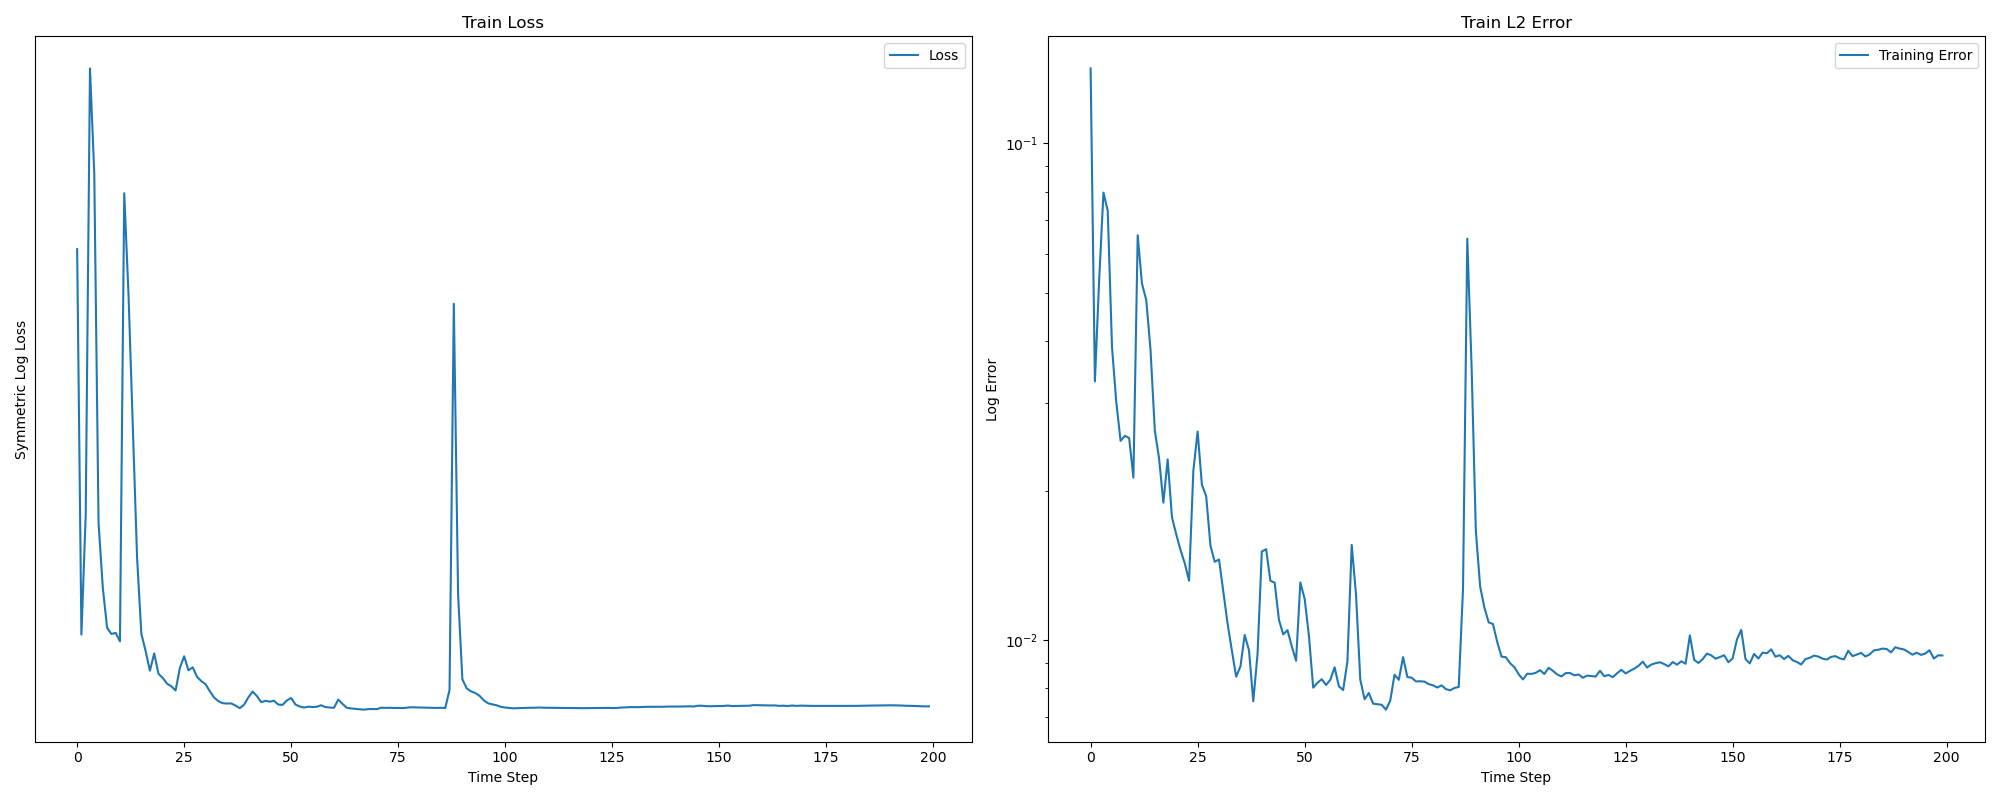 Train Loss
Loss
Symmetric Log Loss
0 25 50 75 100 125 150 175 200
Time Step
Train L2 Error
Training Error
10⁻¹
10⁻²
Log Error
0 25 50 75 100 125 150 175 200
Time Step